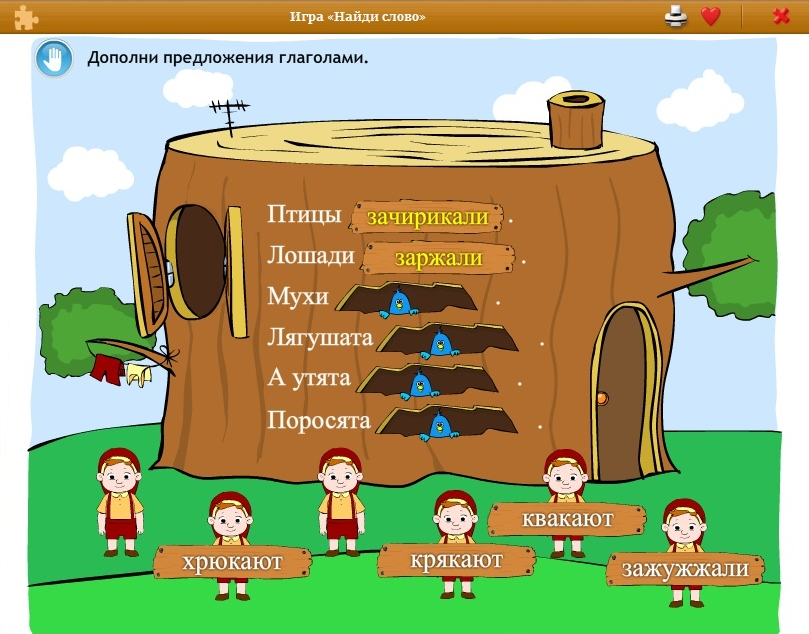 Игра «Найди слово»
Дополни предложения глаголами.
Птицы зачирикали .
Лошади заржали .
Мухи .
Лягушата .
А утята .
Поросята .
квакают
хрюкают
крякают
зажужжали